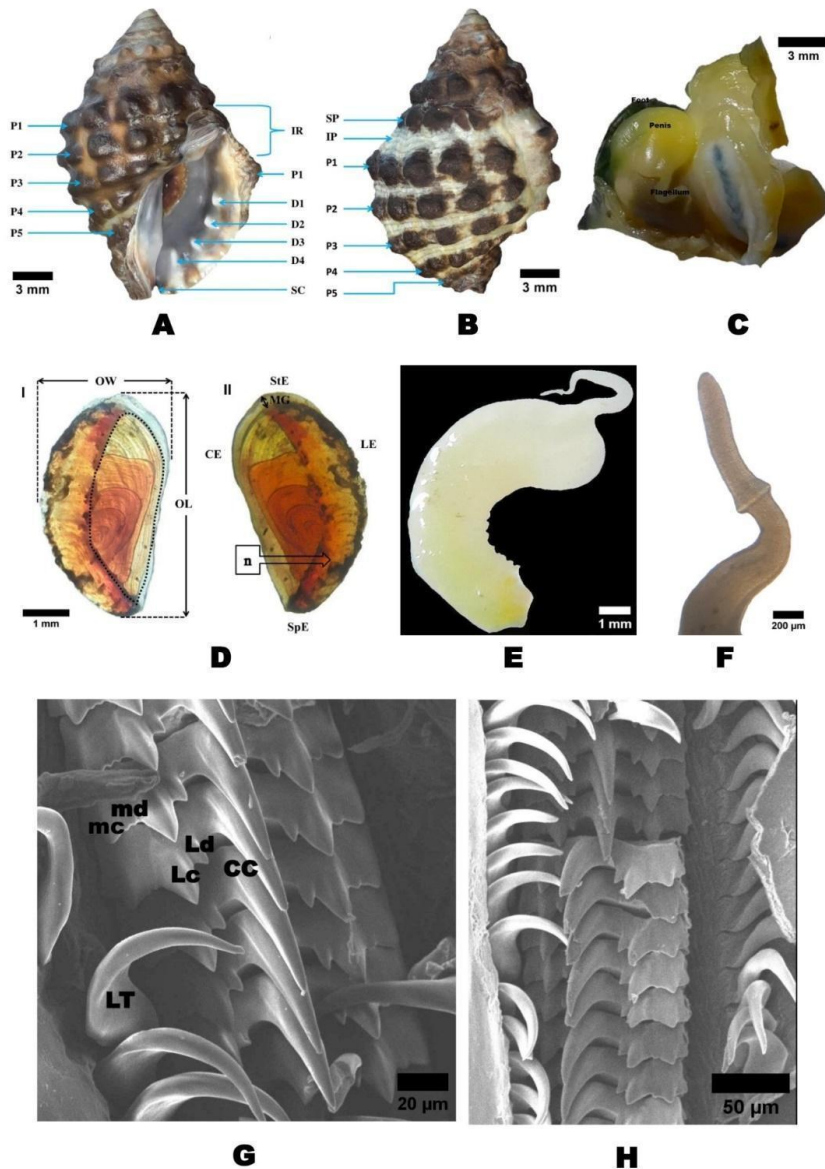 P1
P2
P3
P4
P5
IR
P1
D1
D2
D3
D4
SC
3 mm
A
SP
IP
P1
P2
P3
P4
P5
3 mm
B
3 mm
Foot
Penis
Flagellum
C
I
OW
OL
1 mm
II
StE
MG
CE
LE
n
SpE
D
1 mm
E
200 µm
F
md
mc
Ld
Lc
CC
LT
20 µm
G
50 µm
H